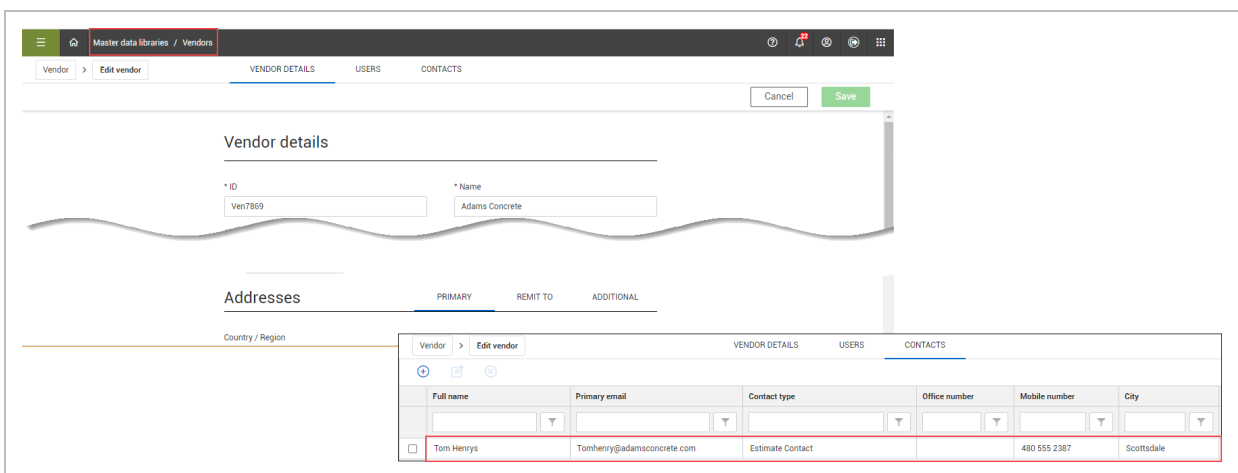 Master data libraries / Vendors 22
Vendor > Edit vendor VENDOR DETAILS USERS CONTACTS
Cancel Save
Vendor details
* ID * Name
Ven7869 Adams Concrete
Addresses PRIMARY REMIT TO ADDITIONAL
Country / Region
Vendor > Edit vendor VENDOR DETAILS USERS CONTACTS
Full name Primary email Contact type Office number Mobile number City
Tom Henrys Tomhenry@adamsconcrete.com Estimate Contact 480 555 2387 Scottsdale